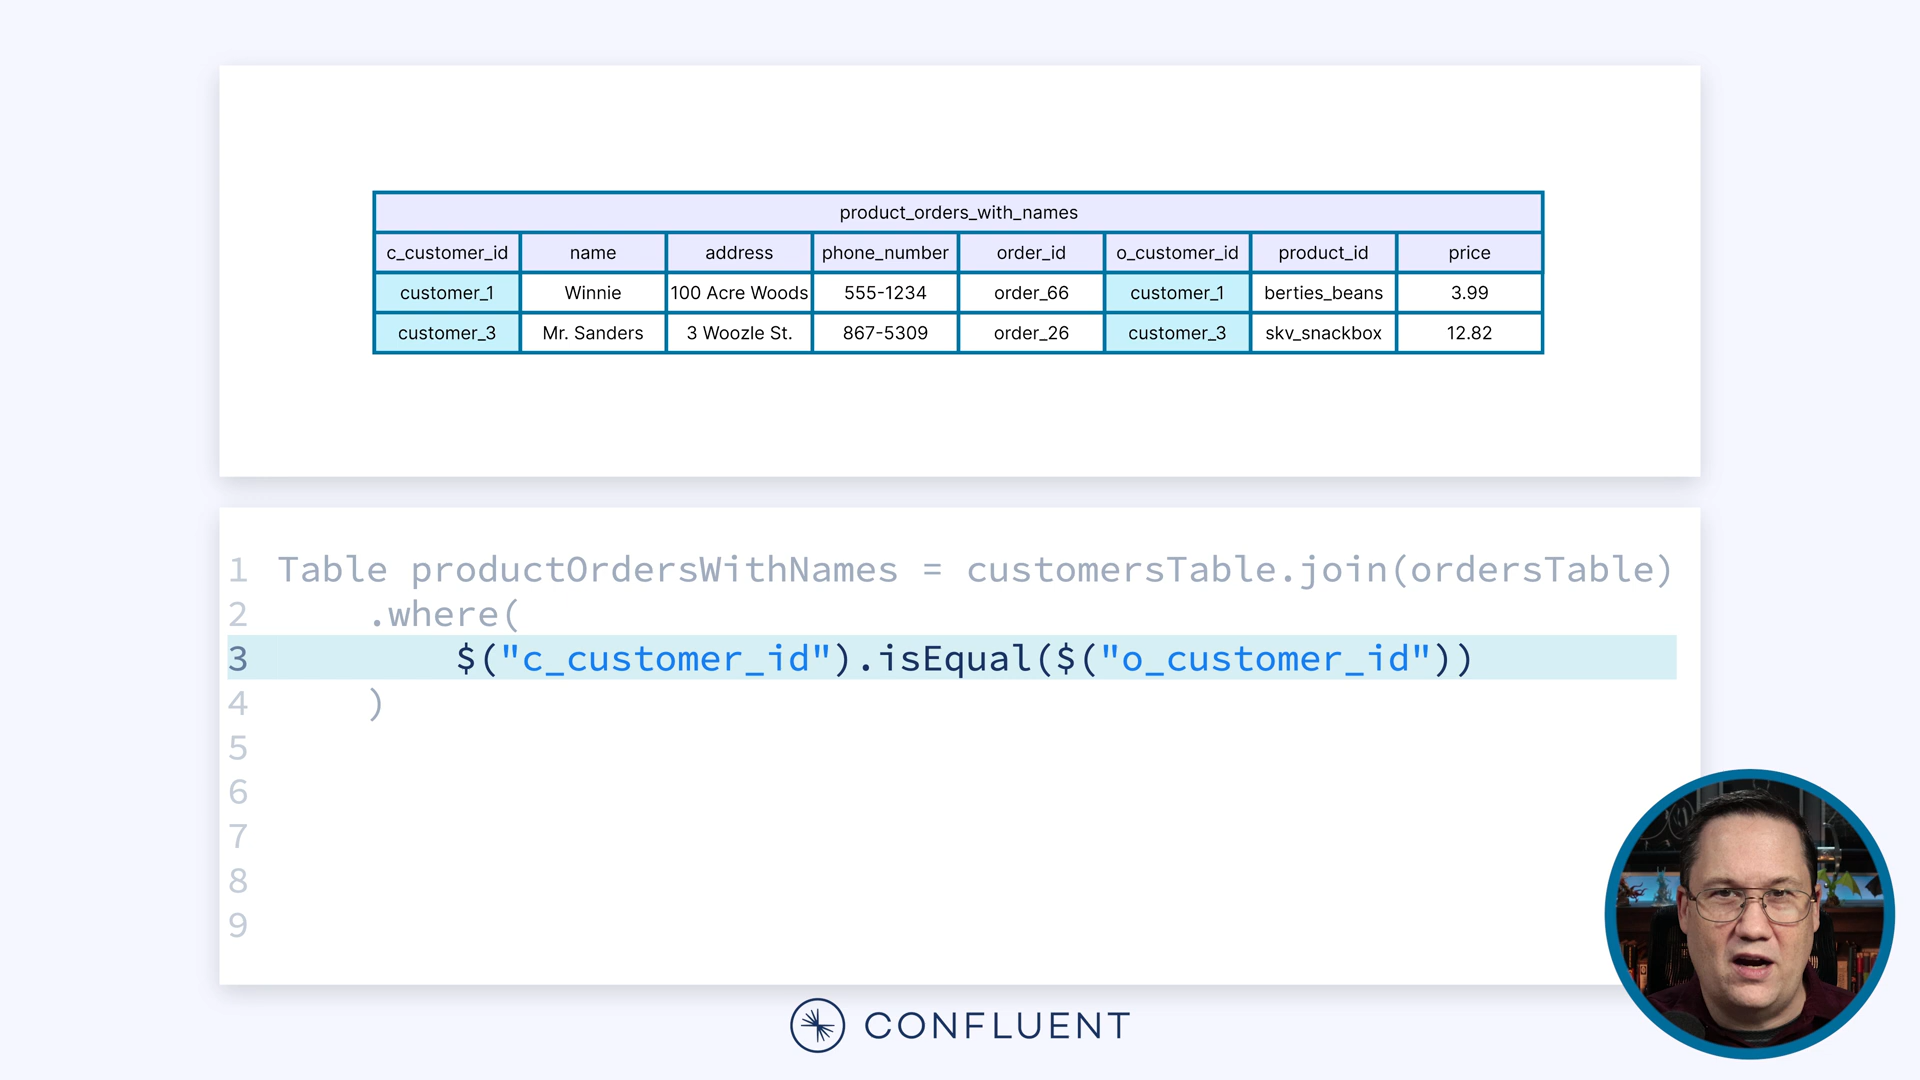 product_orders_with_names
c_customer_id name address phone_number order_id o_customer_id product_id price
customer_1 Winnie 100 Acre Woods 555-1234 order_66 customer_1 berties_beans 3.99
customer_3 Mr. Sanders 3 Woozle St. 867-5309 order_26 customer_3 skv_snackbox 12.82
1 Table productOrdersWithNames = customersTable.join(ordersTable)
2 .where(
3 $("c_customer_id").isEqual($("o_customer_id"))
4 )
5
6
7
8
9
CONFLUENT